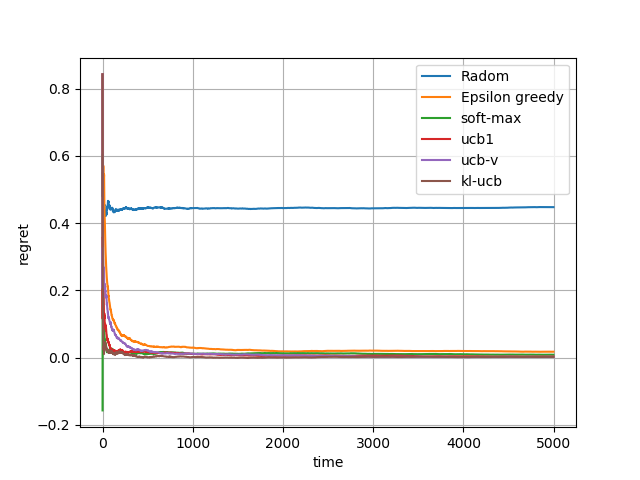 Radom
Epsilon greedy
soft-max
ucb1
ucb-v
kl-ucb
0.8
0.6
0.4
0.2
0.0
−0.2
regret
0 1000 2000 3000 4000 5000
time